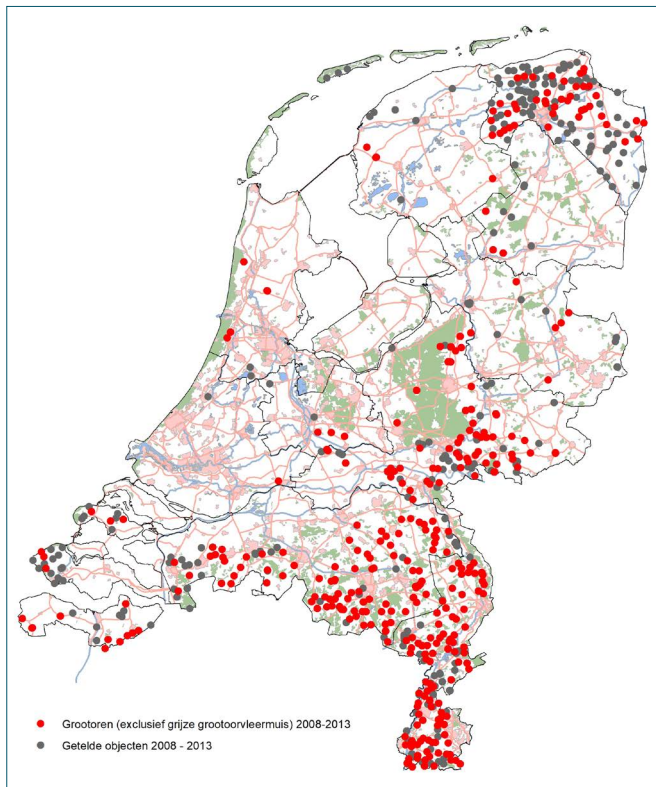 Grootoren (exclusief grijze grootoorvleermuis) 2008-2013
Getelde objecten 2008 - 2013